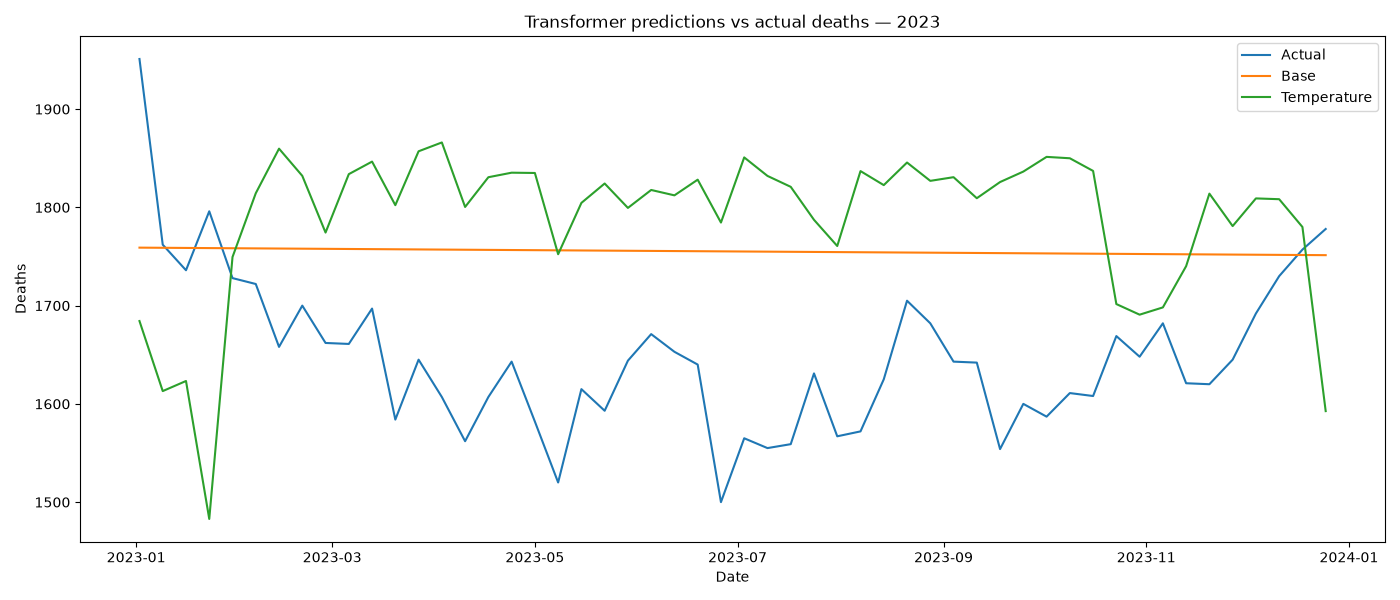 Transformer predictions vs actual deaths — 2023
Actual
Base
Temperature
Deaths
1900
1800
1700
1600
1500
2023-01
2023-03
2023-05
2023-07
2023-09
2023-11
2024-01
Date